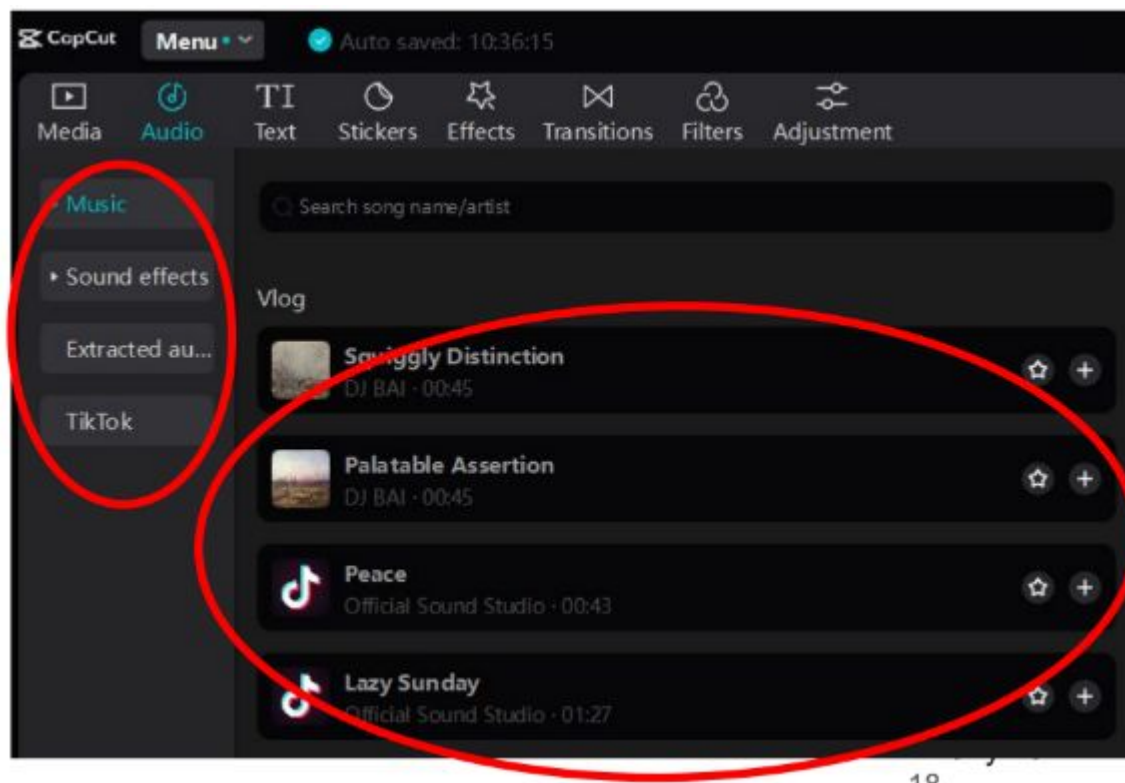 CapCut Menu Auto saved: 10:36:15
Media Audio TI Text Stickers Effects Transitions Filters Adjustment
Music
Sound effects
Extracted au...
TikTok
Search song name/artist
Vlog
Squiggly Distinction
DJ BAI · 00:45
Palatable Assertion
DJ BAI · 00:45
Peace
Official Sound Studio · 00:43
Lazy Sunday
Official Sound Studio · 01:27